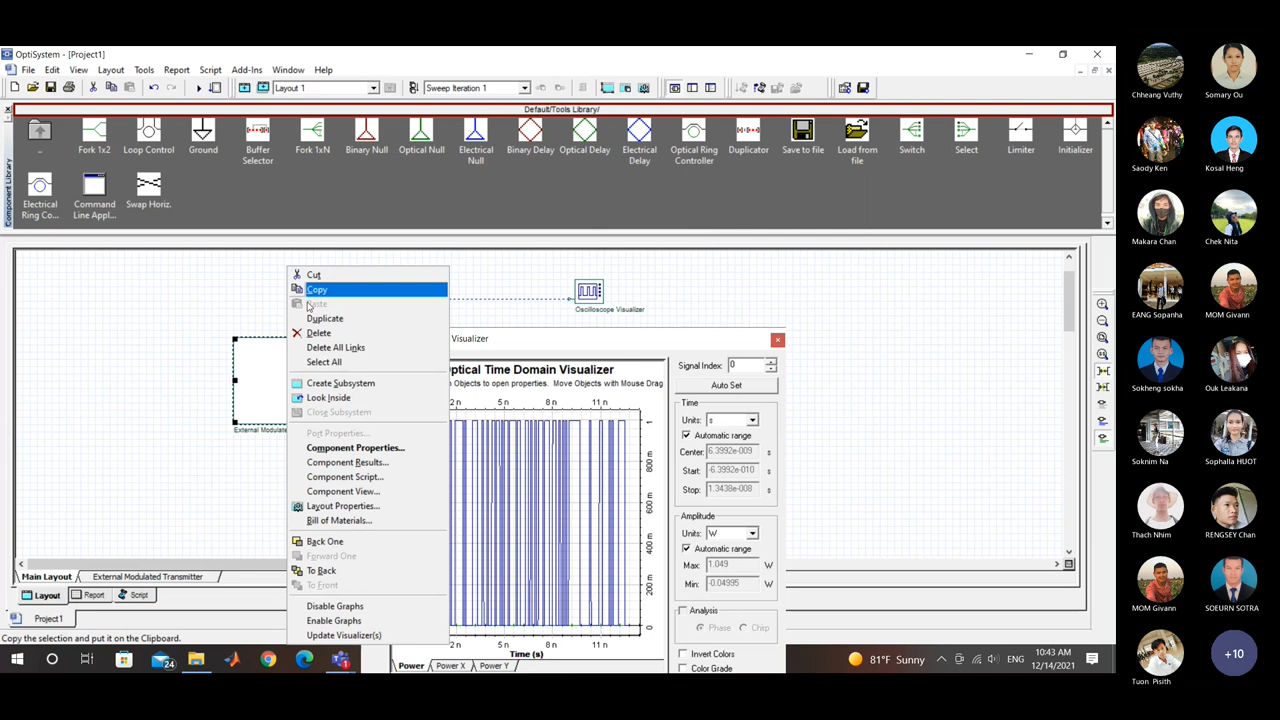 OptiSystem - [Project1]
File Edit View Layout Tools Report Script Add-Ins Window Help
Layout 1
Sweep Iteration 1
Default/Tools Library/
Component Library
..
Fork 1x2
Loop Control
Ground
Buffer Selector
Fork 1xN
Binary Null
Optical Null
Electrical Null
Binary Delay
Optical Delay
Electrical Delay
Optical Ring Controller
Duplicator
Save to file
Load from file
Switch
Select
Limiter
Initializer
Electrical Ring Co...
Command Line Appl...
Swap Horiz.
Cut
Copy
Paste
Duplicate
Delete
Delete All Links
Select All
Create Subsystem
Look Inside
Close Subsystem
Port Properties...
Component Properties...
Component Results...
Component Script...
Component View...
Layout Properties...
Bill of Materials...
Back One
Forward One
To Back
To Front
Disable Graphs
Enable Graphs
Update Visualizer(s)
External Modulate
Oscilloscope Visualizer
Visualizer
ptical Time Domain Visualizer
Objects to open properties. Move Objects with Mouse Drag
2 n 5 n 8 n 11 n
1
800 m
600 m
400 m
200 m
0
2 n 5 n 8 n 11 n
Time (s)
Power Power X Power Y
Signal Index: 0
Auto Set
Time
Units: s
Automatic range
Center: 6.3992e-009 s
Start: -6.3992e-010 s
Stop: 1.3438e-008 s
Amplitude
Units: W
Automatic range
Max: 1.049 W
Min: -0.04995 W
Analysis
Phase Chirp
Invert Colors
Color Grade
Main Layout External Modulated Transmitter
Layout Report Script
Project1
Copy the selection and put it on the Clipboard.
24
1
81°F Sunny
ENG
10:43 AM
12/14/2021
Chheang Vuthy
Somary Ou
Saody Ken
Kosal Heng
Makara Chan
Chek Nita
EANG Sopanha
MOM Givann
Sokheng sokha
Ouk Leakana
Soknim Na
Sophalla HUOT
Thach Nhim
RENGSEY Chan
MOM Givann
SOEURN SOTRA
Tuon Pisith
+10